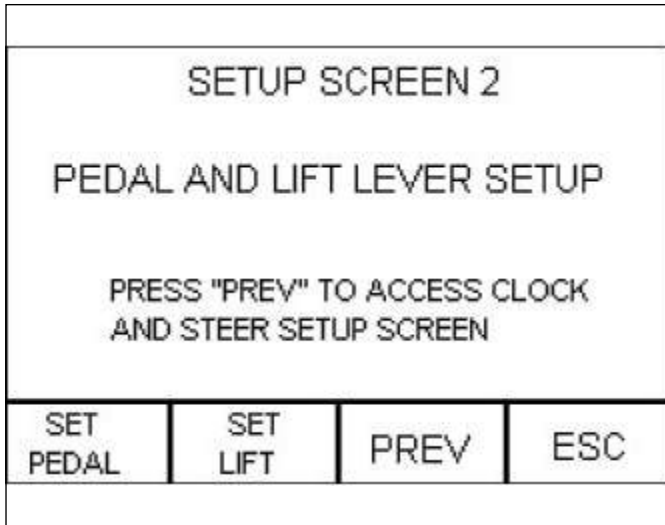 SETUP SCREEN 2
PEDAL AND LIFT LEVER SETUP
PRESS "PREV" TO ACCESS CLOCK
AND STEER SETUP SCREEN
SET
PEDAL
SET
LIFT
PREV
ESC